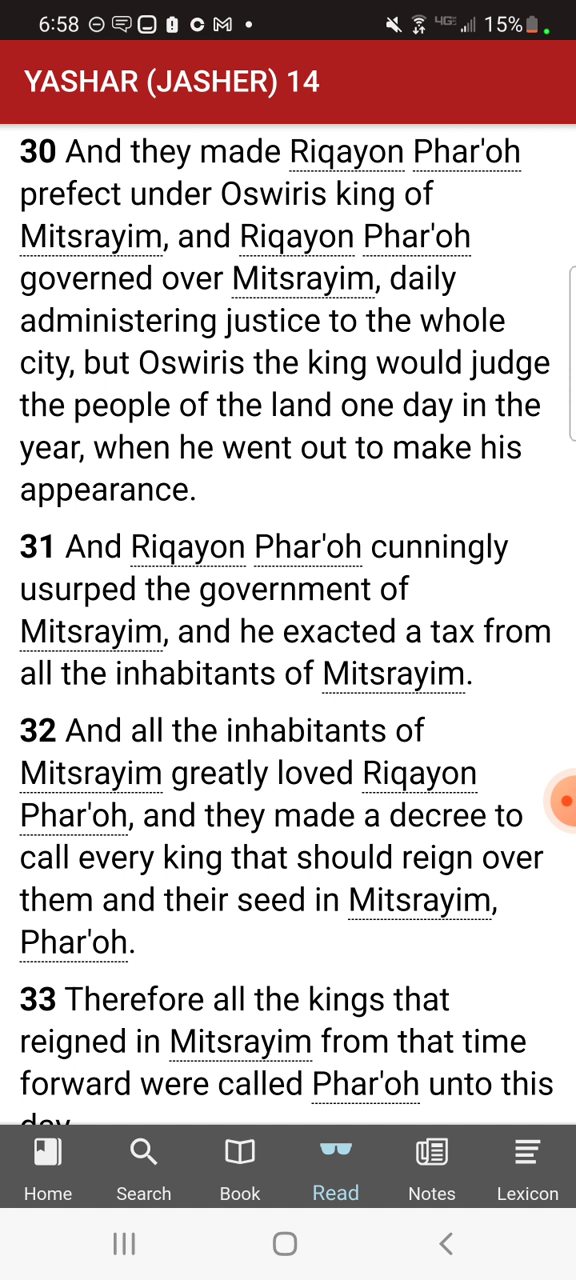 6:58
4G
15%
YASHAR (JASHER) 14
30 And they made Riqayon Phar'oh
prefect under Oswiris king of
Mitsrayim, and Riqayon Phar'oh
governed over Mitsrayim, daily
administering justice to the whole
city, but Oswiris the king would judge
the people of the land one day in the
year, when he went out to make his
appearance.
31 And Riqayon Phar'oh cunningly
usurped the government of
Mitsrayim, and he exacted a tax from
all the inhabitants of Mitsrayim.
32 And all the inhabitants of
Mitsrayim greatly loved Riqayon
Phar'oh, and they made a decree to
call every king that should reign over
them and their seed in Mitsrayim,
Phar'oh.
33 Therefore all the kings that
reigned in Mitsrayim from that time
forward were called Phar'oh unto this
day
Home Search Book Read Notes Lexicon